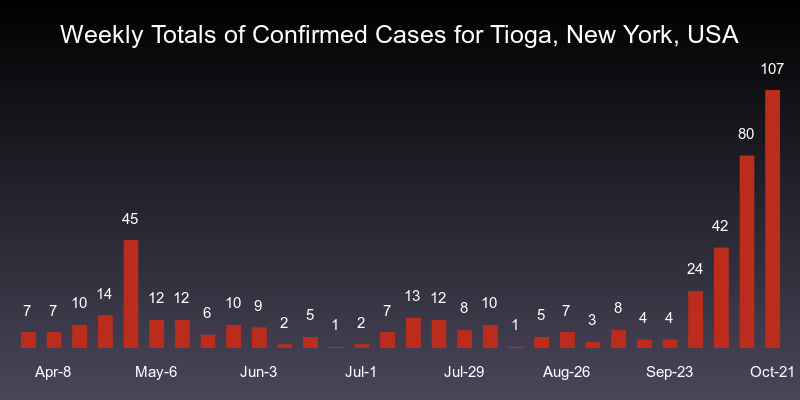 Weekly Totals of Confirmed Cases for Tioga, New York, USA
7 7 10 14 45 12 12 6 10 9 2 5 1 2 7 13 12 8 10 1 5 7 3 8 4 4 24 42 80 107
Apr-8 May-6 Jun-3 Jul-1 Jul-29 Aug-26 Sep-23 Oct-21